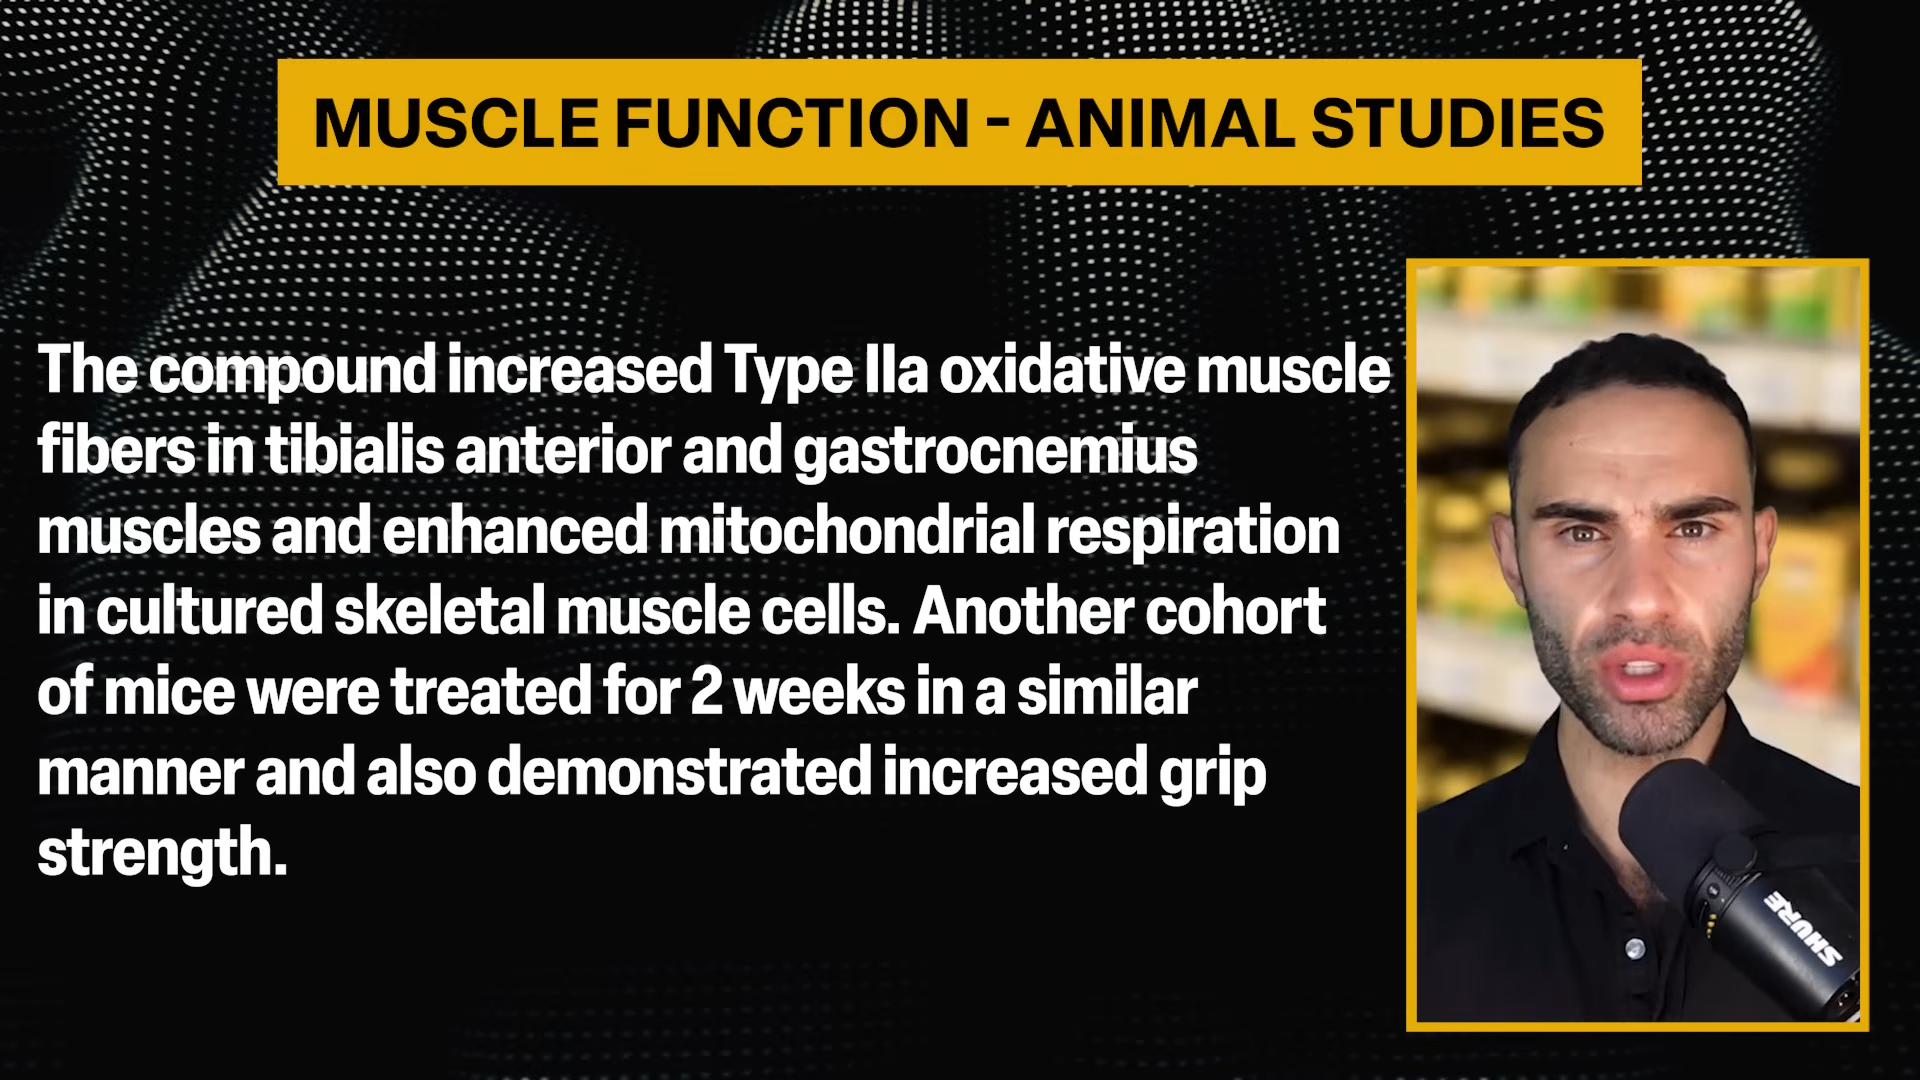 MUSCLE FUNCTION - ANIMAL STUDIES
The compound increased Type IIa oxidative muscle
fibers in tibialis anterior and gastrocnemius
muscles and enhanced mitochondrial respiration
in cultured skeletal muscle cells. Another cohort
of mice were treated for 2 weeks in a similar
manner and also demonstrated increased grip
strength.
SHURE